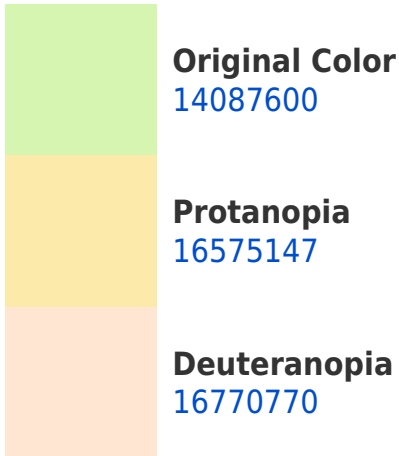 Original Color
14087600
Protanopia
16575147
Deuteranopia
16770770